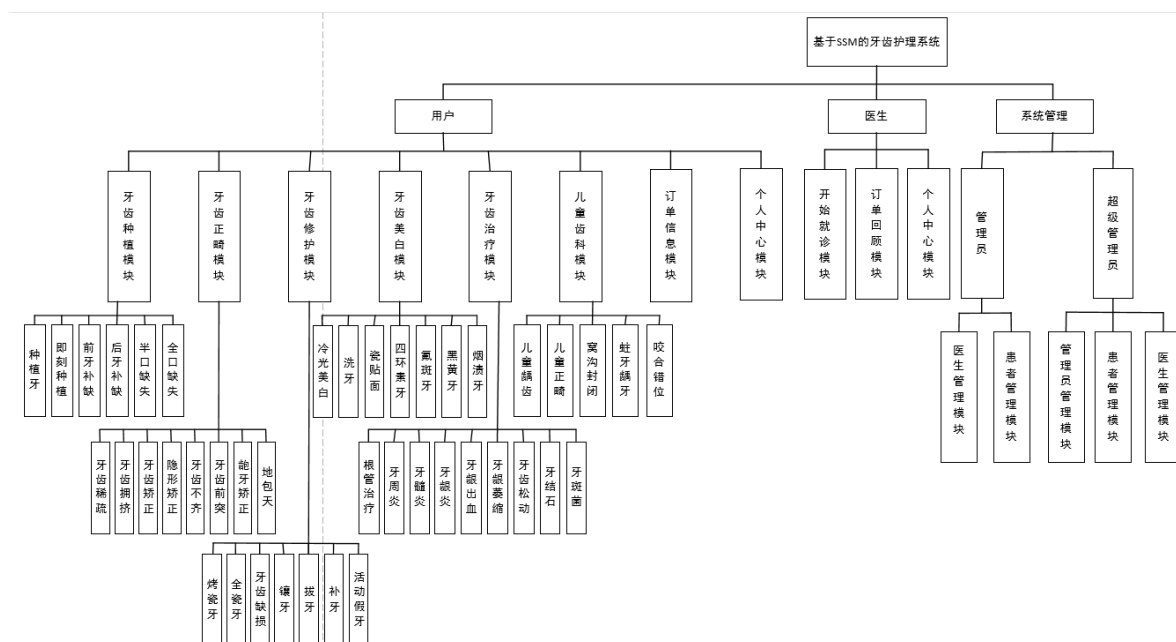 基于SSM的牙齿护理系统
用户
医生
系统管理
牙齿种植模块
牙齿正畸模块
牙齿修护模块
牙齿美白模块
牙齿治疗模块
儿童齿科模块
订单信息模块
个人中心模块
开始就诊模块
订单回顾模块
个人中心模块
管理员
超级管理员
种植牙
即刻种植
前牙补缺
后牙补缺
半口缺失
全口缺失
冷光美白
洗牙
瓷贴面
四环素牙
氟斑牙
黑黄牙
烟渍牙
儿童龋齿
儿童正畸
窝沟封闭
蛀牙龋牙
咬合错位
医生管理模块
患者管理模块
管理员管理模块
患者管理模块
医生管理模块
牙齿稀疏
牙齿拥挤
牙齿矫正
隐形矫正
牙齿不齐
牙齿前突
龅牙矫正
地包天
根管治疗
牙周炎
牙髓炎
牙龈炎
牙龈出血
牙龈萎缩
牙齿松动
牙结石
牙斑菌
烤瓷牙
全瓷牙
牙齿缺损
镶牙
拔牙
补牙
活动假牙